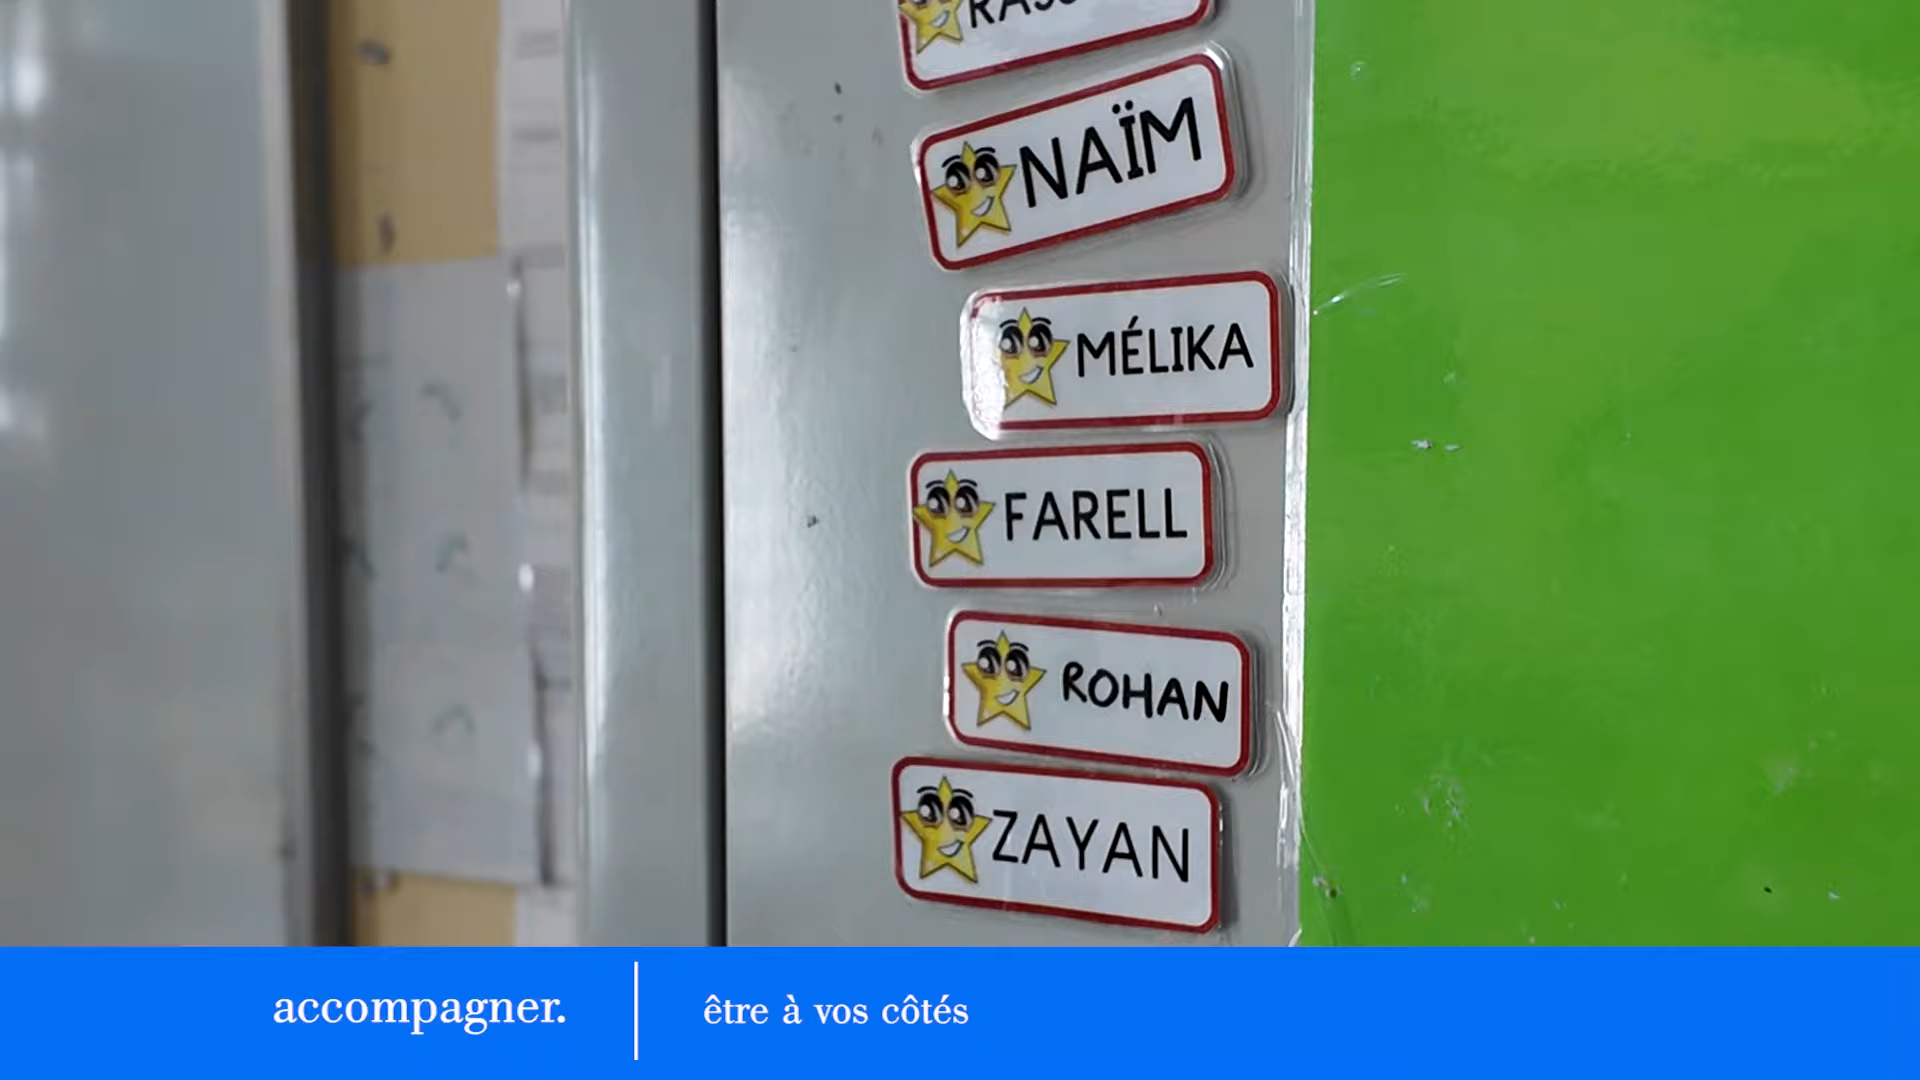 NAÏM
MÉLIKA
FARELL
ROHAN
ZAYAN
accompagner.
être à vos côtés